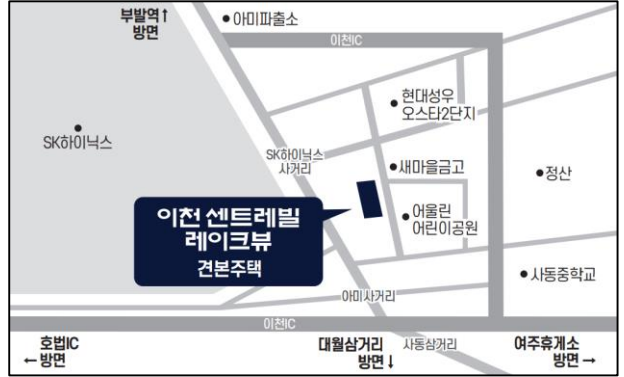 부발역↑
방면
아미파출소
이천IC
현대성우
오스타2단지
SK하이닉스
SK하이닉스
사거리
새마을금고
정산
이천 센트레빌
레이크뷰
견본주택
어울린
어린이공원
사동중학교
아미사거리
이천IC
호법IC
←방면
대월삼거리
방면↓
사동삼거리
여주휴게소
방면→